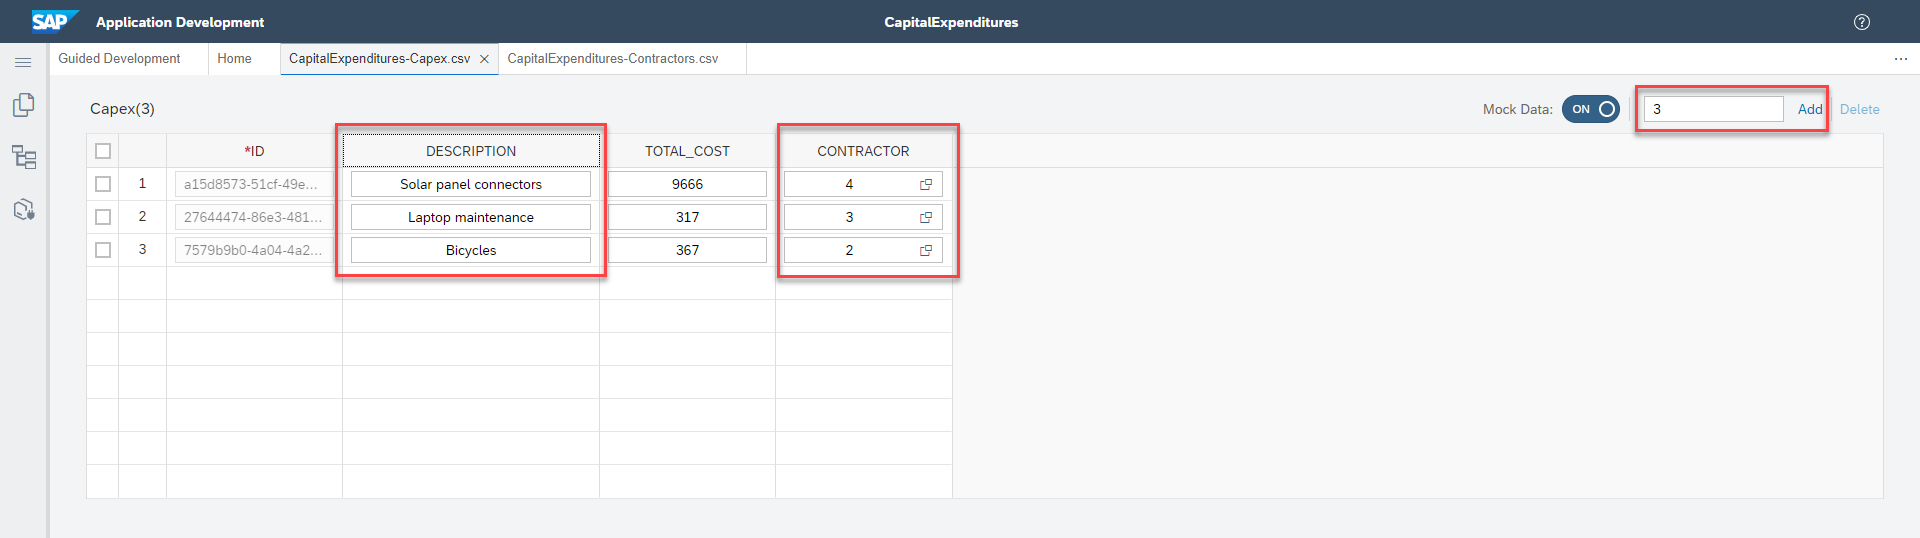 SAP Application Development CapitalExpenditures
Guided Development Home CapitalExpenditures-Capex.csv CapitalExpenditures-Contractors.csv
Capex(3) Mock Data: ON 3 Add Delete
*ID DESCRIPTION TOTAL_COST CONTRACTOR
1 a15d8573-51cf-49e... Solar panel connectors 9666 4
2 27644474-86e3-481... Laptop maintenance 317 3
3 7579b9b0-4a04-4a2... Bicycles 367 2